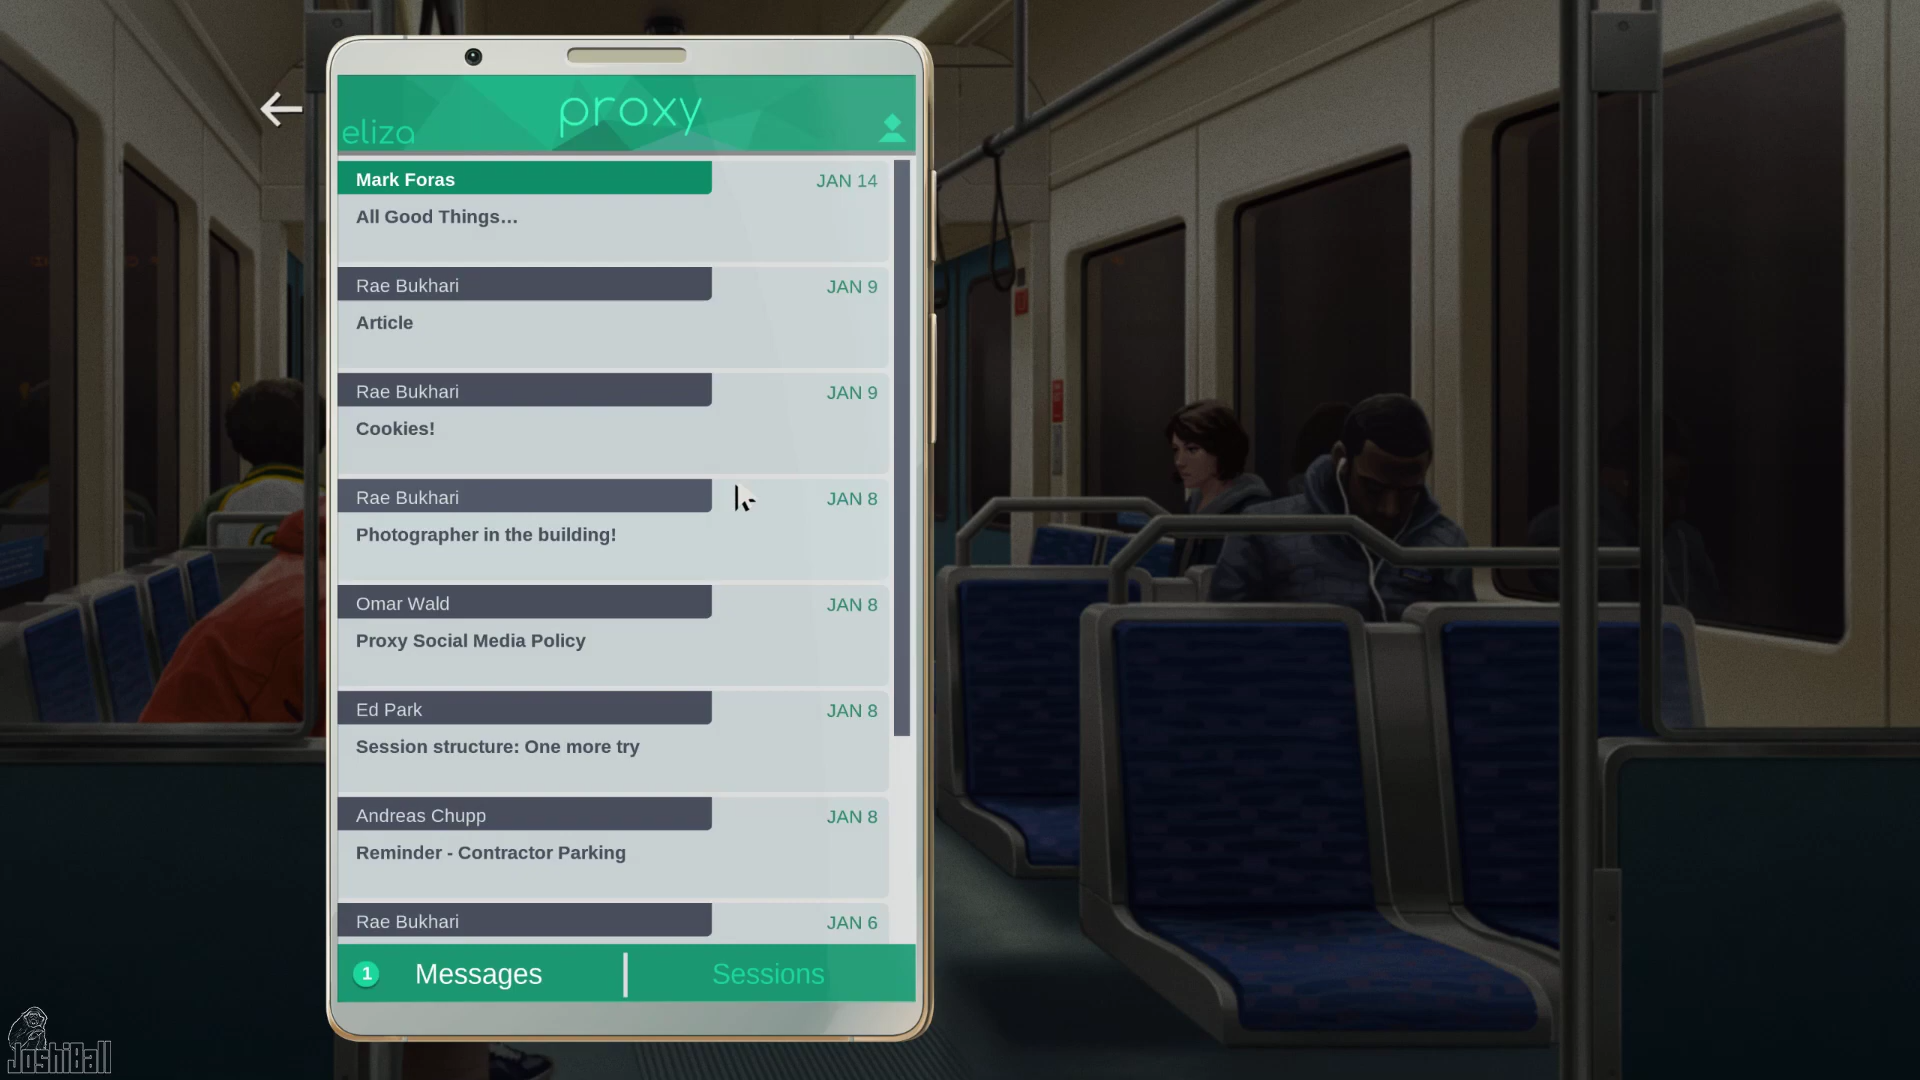 proxy
eliza
Mark Foras
JAN 14
All Good Things...
Rae Bukhari
JAN 9
Article
Rae Bukhari
JAN 9
Cookies!
Rae Bukhari
JAN 8
Photographer in the building!
Omar Wald
JAN 8
Proxy Social Media Policy
Ed Park
JAN 8
Session structure: One more try
Andreas Chupp
JAN 8
Reminder - Contractor Parking
Rae Bukhari
JAN 6
1 Messages
Sessions
JoshiBall